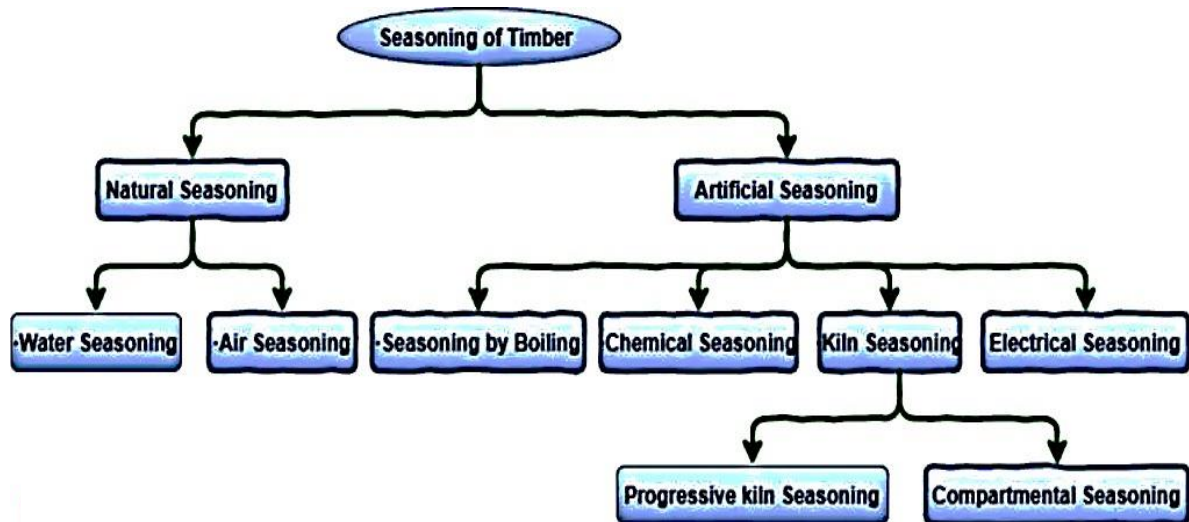 Seasoning of Timber
Natural Seasoning
Artificial Seasoning
·Water Seasoning
·Air Seasoning
·Seasoning by Boiling
Chemical Seasoning
·Kiln Seasoning
Electrical Seasoning
Progressive kiln Seasoning
Compartmental Seasoning